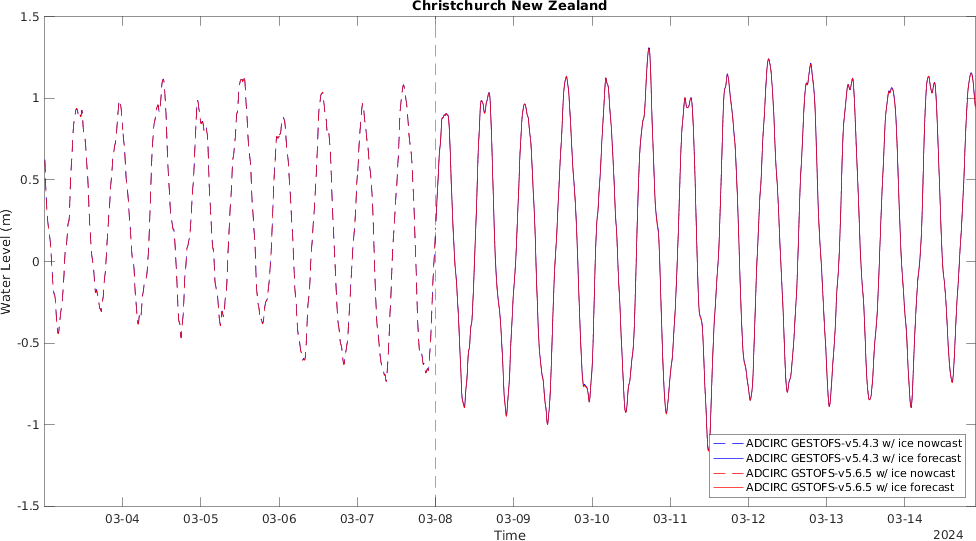 Christchurch New Zealand
1.5
1
0.5
0
-0.5
-1
-1.5
Water Level (m)
ADCIRC GESTOFS-v5.4.3 w/ ice nowcast
ADCIRC GESTOFS-v5.4.3 w/ ice forecast
ADCIRC GSTOFS-v5.6.5 w/ ice nowcast
ADCIRC GSTOFS-v5.6.5 w/ ice forecast
03-04 03-05 03-06 03-07 03-08 03-09 03-10 03-11 03-12 03-13 03-14
Time
2024